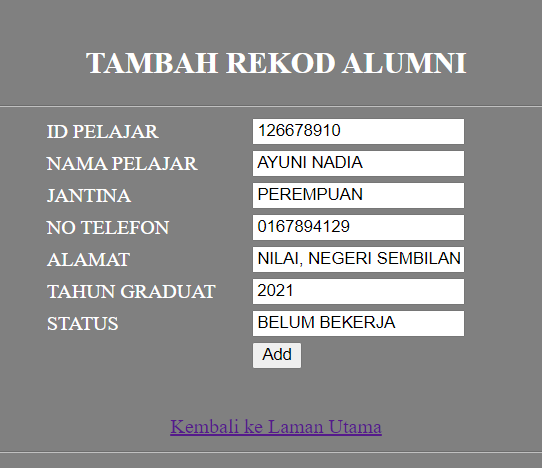 TAMBAH REKOD ALUMNI
ID PELAJAR 126678910
NAMA PELAJAR AYUNI NADIA
JANTINA PEREMPUAN
NO TELEFON 0167894129
ALAMAT NILAI, NEGERI SEMBILAN
TAHUN GRADUAT 2021
STATUS BELUM BEKERJA
Add
Kembali ke Laman Utama